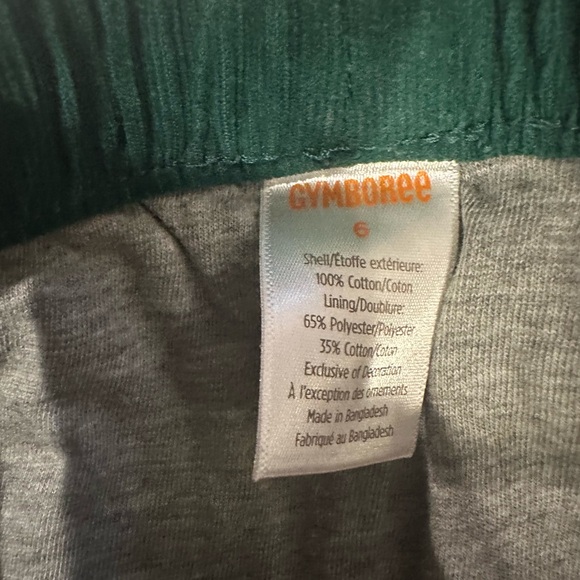 GYMBOREE
6
Shell/Étoffe extérieure:
100% Cotton/Coton
Lining/Doublure:
65% Polyester/Polyester
35% Cotton/Coton
Exclusive of Decoration
À l'exception des ornements
Made in Bangladesh
Fabriqué au Bangladesh